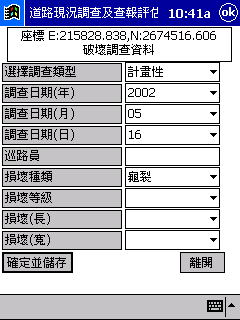 道路現況調查及查報評估 10:41a ok
座標 E:215828.838,N:2674516.606
破壞調查資料
選擇調查類型 計畫性
調查日期(年) 2002
調查日期(月) 05
調查日期(日) 16
巡路員
損壞種類 龜裂
損壞等級
損壞(長)
損壞(寬)
確定並儲存 離開